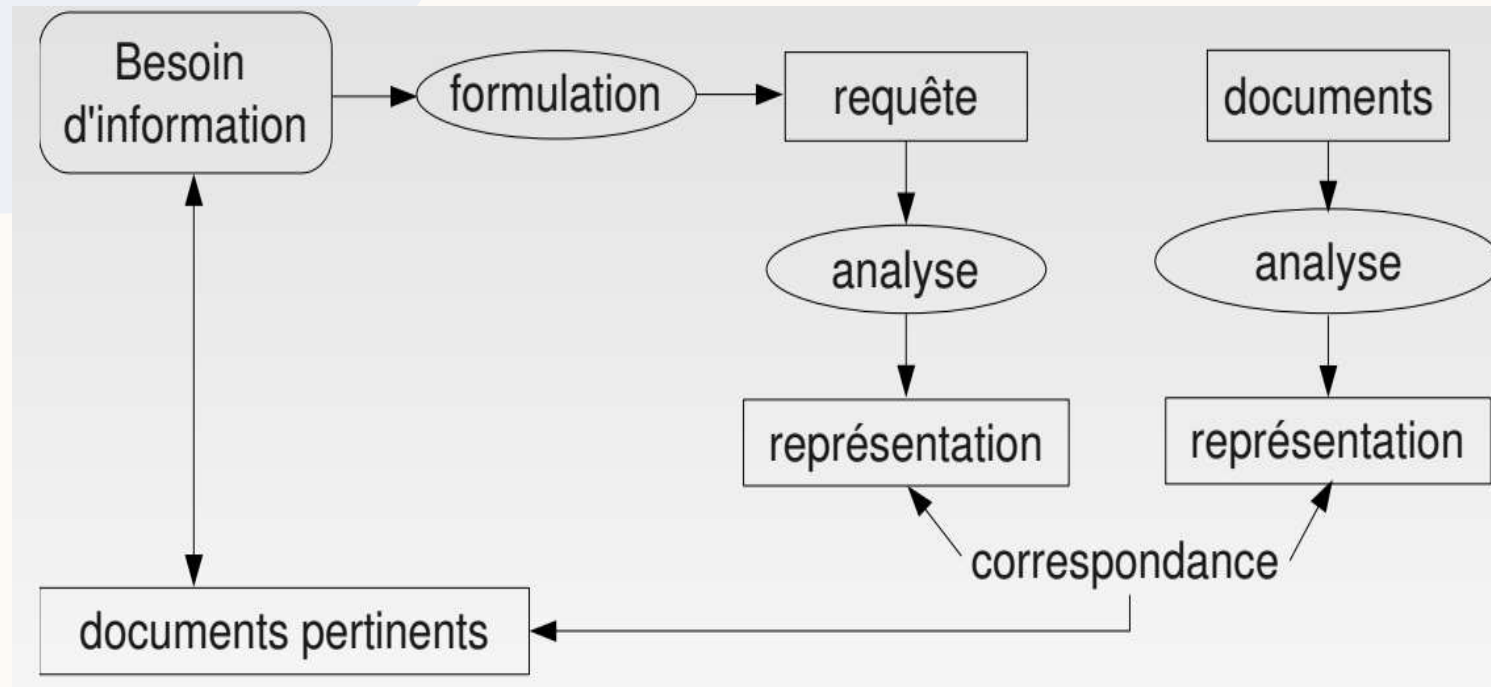 Besoin
d'information
formulation
requête
documents
analyse
analyse
représentation
représentation
correspondance
documents pertinents